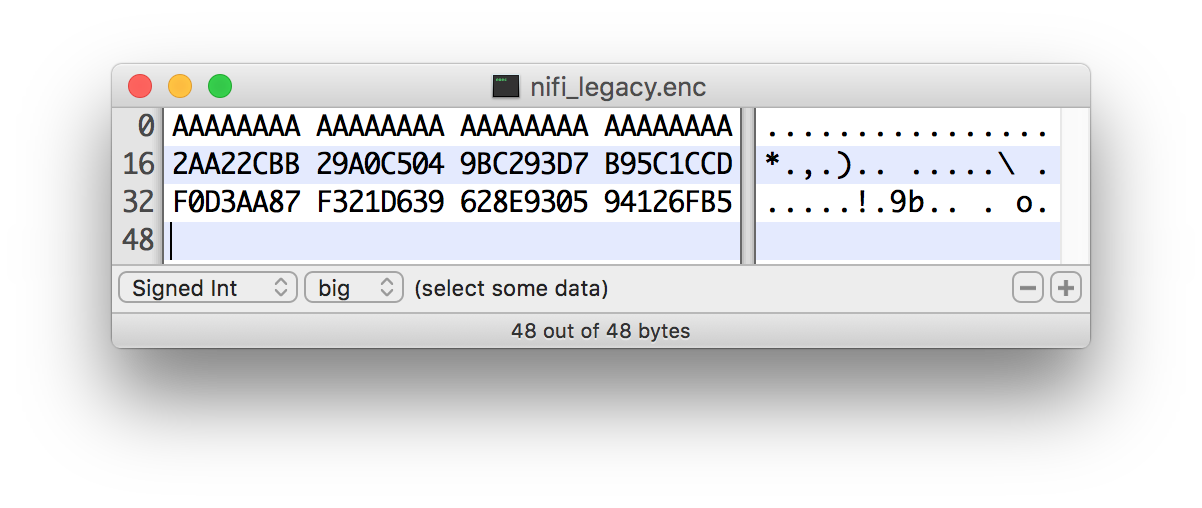 nifi_legacy.enc
0 AAAAAAAA AAAAAAAA AAAAAAAA AAAAAAAA ................
16 2AA22CBB 29A0C504 9BC293D7 B95C1CCD *.,.).. .....\ .
32 F0D3AA87 F321D639 628E9305 94126FB5 .....!.9b.. . o.
48
Signed Int big (select some data)
48 out of 48 bytes